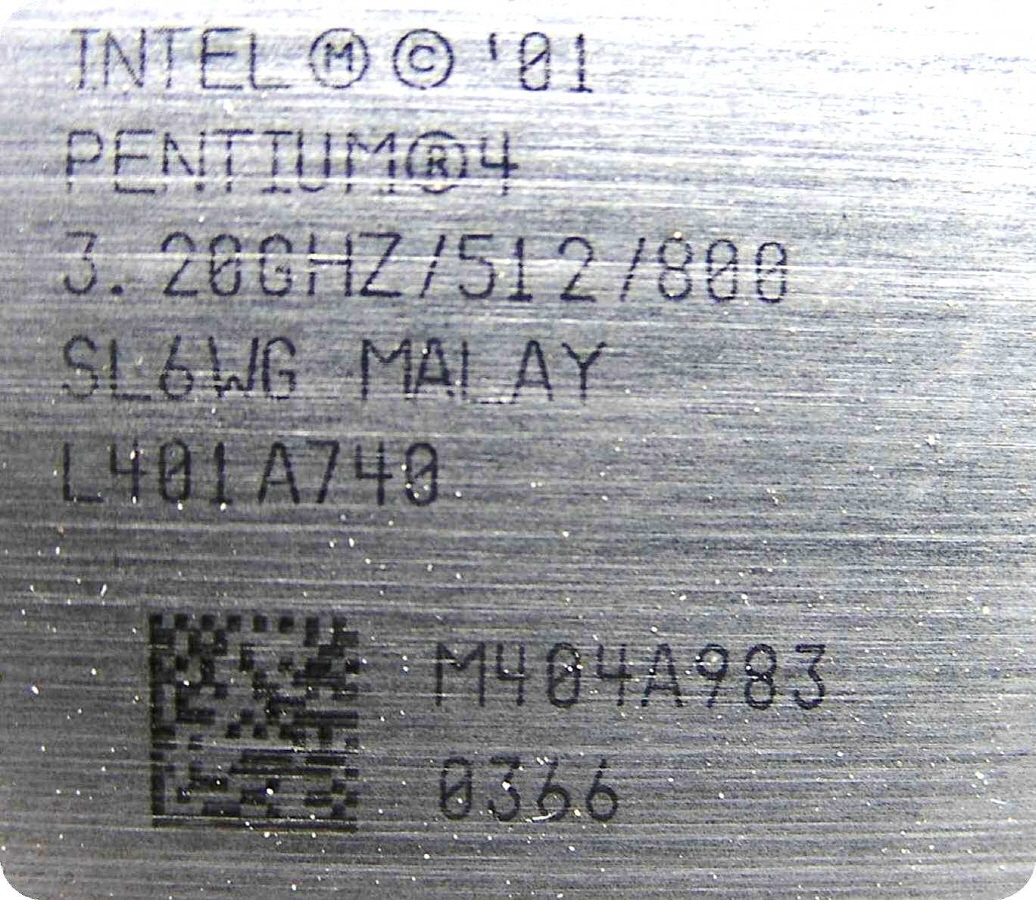 INTEL Ⓜ © '01
PENTIUM®4
3.20GHZ/512/800
SL6WG MALAY
L401A740
M404A983
0366